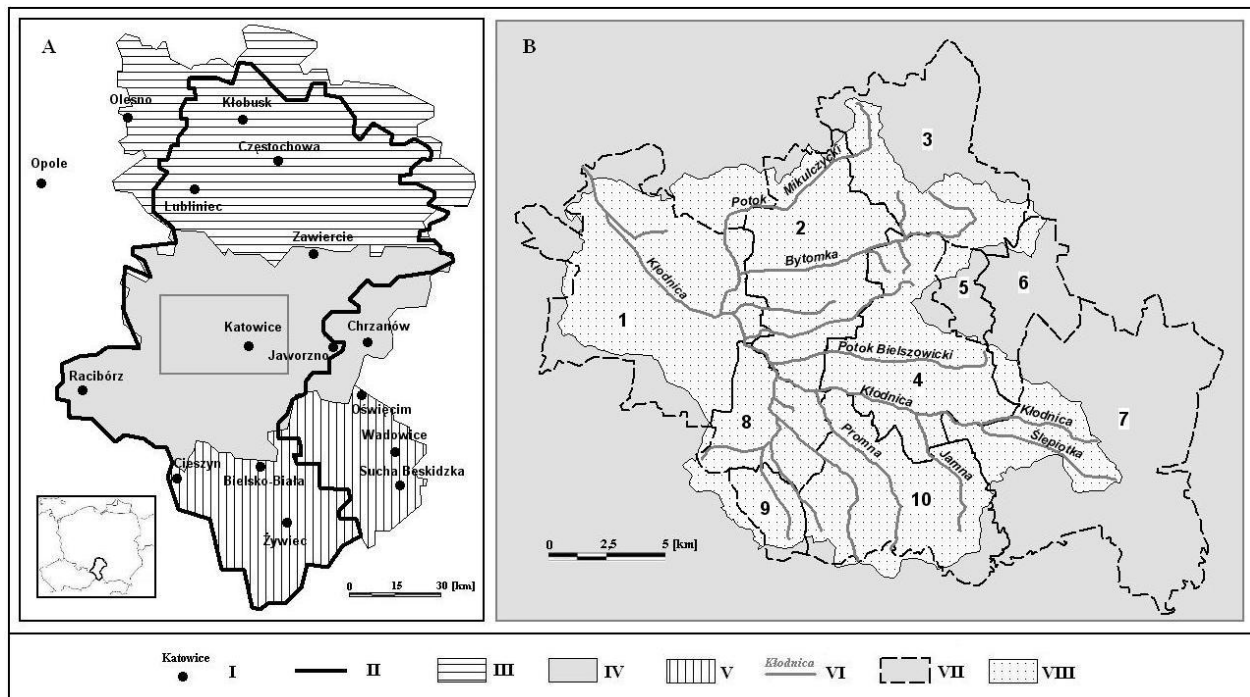 A
Olesno
Kłobusk
Opole
Częstochowa
Lubliniec
Zawiercie
Katowice
Chrzanów
Jaworzno
Racibórz
Oświęcim
Wadowice
Cieszyn
Sucha Beskidzka
Bielsko-Biała
Żywiec
0 15 30 [km]
B
3
Mikulczycki
Potok
2
Bytomka
Kłodnica
5
6
1
Potok Bielszowicki
4
Kłodnica
Kłodnica
7
8
Promna
Ślepiotka
Jamna
9
10
0 2,5 5 [km]
Katowice I
II
III
IV
V
Kłodnica VI
VII
VIII